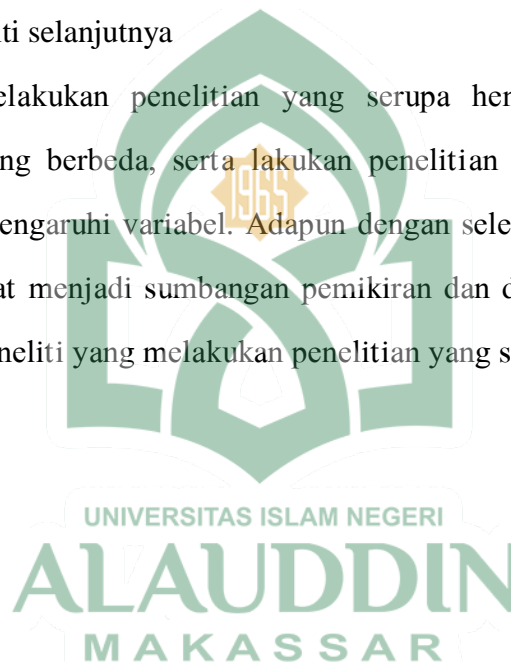 ti selanjutnya
elakukan penelitian yang serupa hen
ng berbeda, serta lakukan penelitian
1965
engaruhi variabel. Adapun dengan sele
at menjadi sumbangan pemikiran dan d
neliti yang melakukan penelitian yang s
UNIVERSITAS ISLAM NEGERI
ALAUDDIN
MAKASSAR